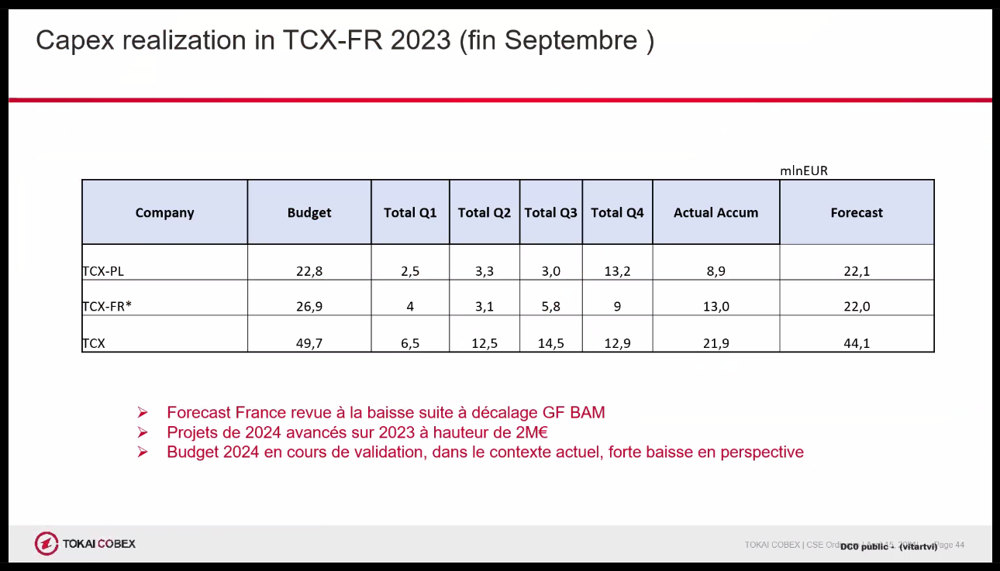 Capex realization in TCX-FR 2023 (fin Septembre )
mlnEUR
Company Budget Total Q1 Total Q2 Total Q3 Total Q4 Actual Accum Forecast
TCX-PL 22,8 2,5 3,3 3,0 13,2 8,9 22,1
TCX-FR* 26,9 4 3,1 5,8 9 13,0 22,0
TCX 49,7 6,5 12,5 14,5 12,9 21,9 44,1
➢ Forecast France revue à la baisse suite à décalage GF BAM
➢ Projets de 2024 avancés sur 2023 à hauteur de 2M€
➢ Budget 2024 en cours de validation, dans le contexte actuel, forte baisse en perspective
TOKAI COBEX
TOKAI COBEX | CSE Page 44
DC0 public - (vitartvi)